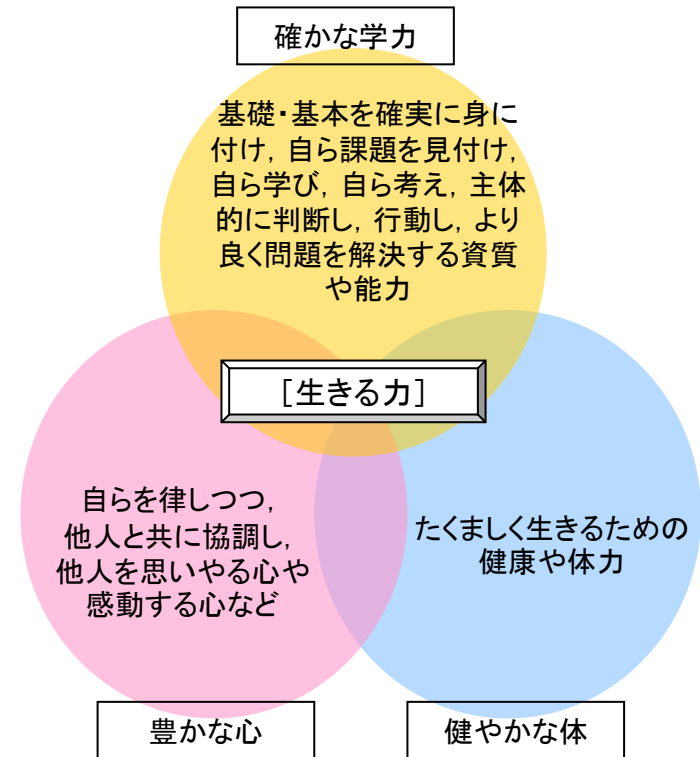 確かな学力
基礎・基本を確実に身に
付け，自ら課題を見付け，
自ら学び，自ら考え，主体
的に判断し，行動し，より
良く問題を解決する資質
や能力
［生きる力］
自らを律しつつ，
他人と共に協調し，
他人を思いやる心や
感動する心など
たくましく生きるための
健康や体力
豊かな心
健やかな体